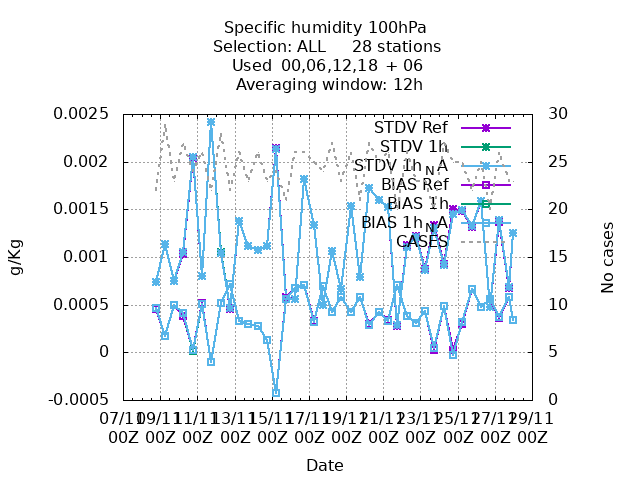 Specific humidity 100hPa
Selection: ALL 28 stations
Used 00,06,12,18 + 06
Averaging window: 12h
0.0025
0.002
0.0015
0.001
0.0005
0
-0.0005
g/Kg
STDV Ref
STDV 1h
STDV 1h_NA
BIAS Ref
BIAS 1h
BIAS 1h_NA
CASES
30
25
20
15
10
5
0
No cases
07/11 09/11 11/11 13/11 15/11 17/11 19/11 21/11 23/11 25/11 27/11 29/11
00Z 00Z 00Z 00Z 00Z 00Z 00Z 00Z 00Z 00Z 00Z 00Z
Date